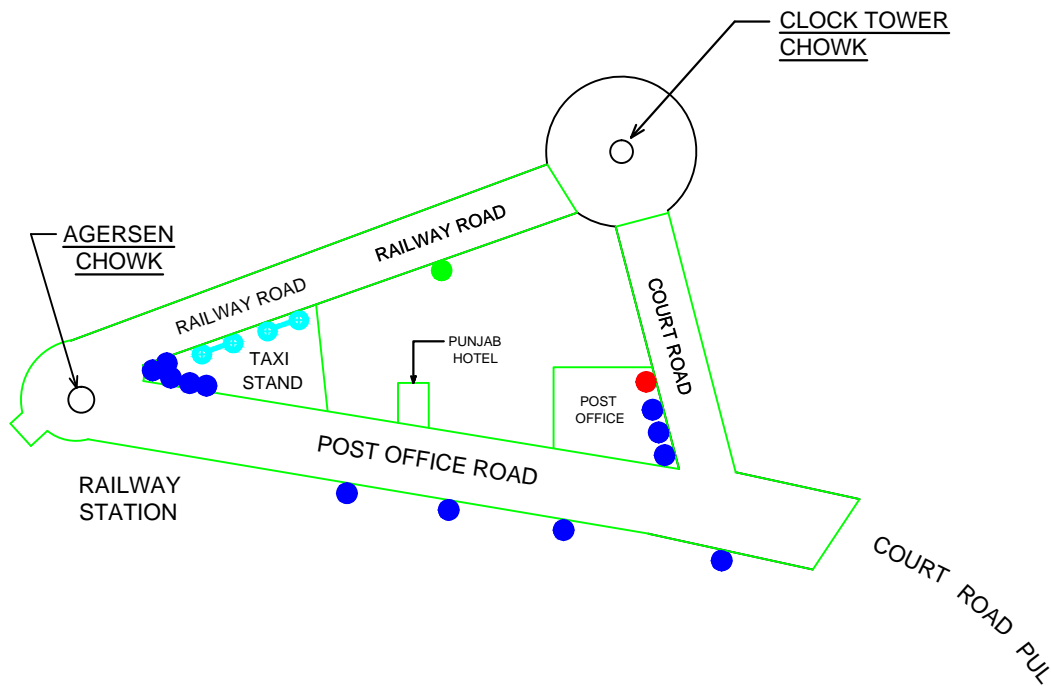 CLOCK TOWER
CHOWK
AGERSEN
CHOWK
RAILWAY ROAD
RAILWAY ROAD
COURT ROAD
TAXI
STAND
PUNJAB
HOTEL
POST
OFFICE
POST OFFICE ROAD
RAILWAY
STATION
COURT ROAD PUL